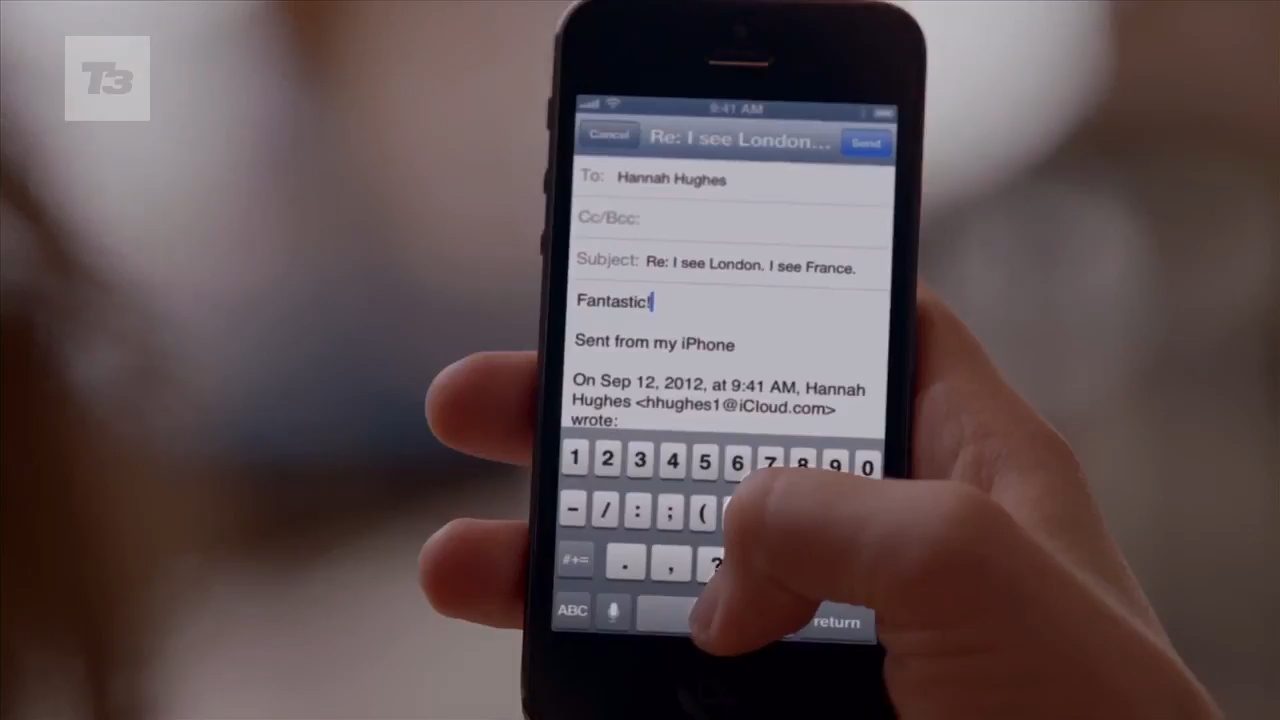 T3
9:41 AM
Cancel Re: I see London... Send
To: Hannah Hughes
Cc/Bcc:
Subject: Re: I see London. I see France.
Fantastic!
Sent from my iPhone
On Sep 12, 2012, at 9:41 AM, Hannah
Hughes <hhughes1@iCloud.com>
wrote:
1 2 3 4 5 6 7 8 9 0
- / : ; (
#+= . , ?
ABC return